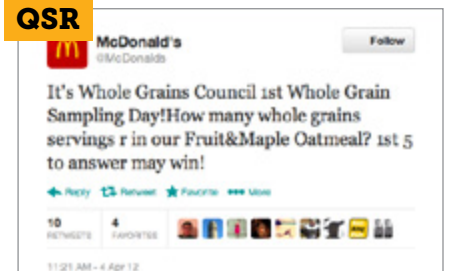 QSR
McDonald's
@McDonalds
Follow
It's Whole Grains Council 1st Whole Grain
Sampling Day!How many whole grains
servings r in our Fruit&Maple Oatmeal? 1st 5
to answer may win!
Reply Retweet Favorite More
10 4
RETWEETS FAVORITES
11:21 AM - 4 Apr 12